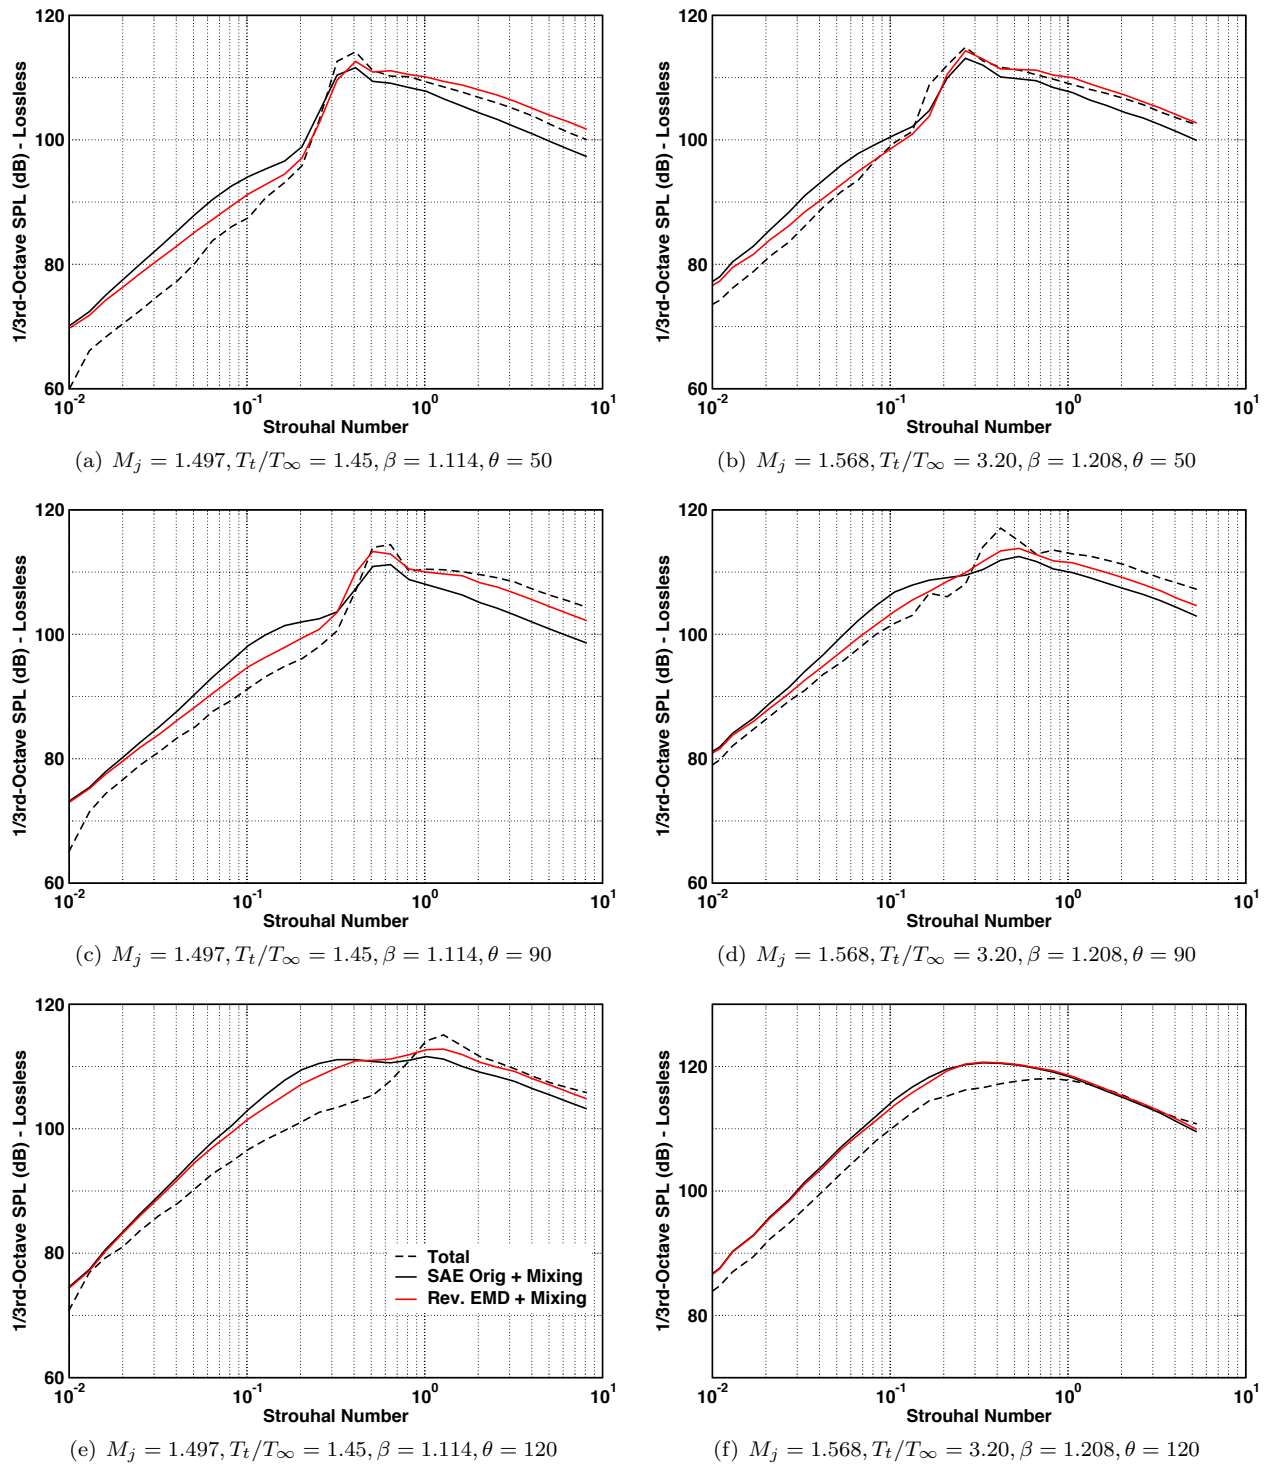 120
100
80
60
1/3rd-Octave SPL (dB) - Lossless
10^-2
10^-1
10^0
10^1
Strouhal Number
(a) M_j = 1.497, T_t/T_∞ = 1.45, β = 1.114, θ = 50
120
100
80
60
1/3rd-Octave SPL (dB) - Lossless
10^-2
10^-1
10^0
10^1
Strouhal Number
(b) M_j = 1.568, T_t/T_∞ = 3.20, β = 1.208, θ = 50
120
100
80
60
1/3rd-Octave SPL (dB) - Lossless
10^-2
10^-1
10^0
10^1
Strouhal Number
(c) M_j = 1.497, T_t/T_∞ = 1.45, β = 1.114, θ = 90
120
100
80
60
1/3rd-Octave SPL (dB) - Lossless
10^-2
10^-1
10^0
10^1
Strouhal Number
(d) M_j = 1.568, T_t/T_∞ = 3.20, β = 1.208, θ = 90
120
100
80
60
1/3rd-Octave SPL (dB) - Lossless
Total
SAE Orig + Mixing
Rev. EMD + Mixing
10^-2
10^-1
10^0
10^1
Strouhal Number
(e) M_j = 1.497, T_t/T_∞ = 1.45, β = 1.114, θ = 120
120
100
80
1/3rd-Octave SPL (dB) - Lossless
10^-2
10^-1
10^0
10^1
Strouhal Number
(f) M_j = 1.568, T_t/T_∞ = 3.20, β = 1.208, θ = 120